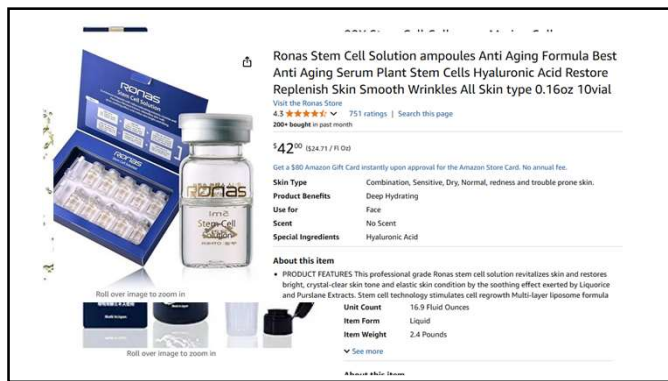 Ronas Stem Cell Solution ampoules Anti Aging Formula Best
Anti Aging Serum Plant Stem Cells Hyaluronic Acid Restore
Replenish Skin Smooth Wrinkles All Skin type 0.16oz 10vial
Visit the Ronas Store
4.3
751 ratings | Search this page
200+ bought in past month
$42⁰⁰ ($24.71 / Fl Oz)
Get a $80 Amazon Gift Card instantly upon approval for the Amazon Store Card. No annual fee.
Skin Type Combination, Sensitive, Dry, Normal, redness and trouble prone skin.
Product Benefits Deep Hydrating
Use for Face
Scent No Scent
Special Ingredients Hyaluronic Acid
About this item
• PRODUCT FEATURES This professional grade Ronas stem cell solution revitalizes skin and restores
bright, crystal-clear skin tone and elastic skin condition by the soothing effect exerted by Liquorice
and Purslane Extracts. Stem cell technology stimulates cell regrowth Multi-layer liposome formula
Unit Count 16.9 Fluid Ounces
Item Form Liquid
Item Weight 2.4 Pounds
See more
About this item
RONAS
Stem Cell Solution
RONAS
RONAS
Stem Cell
Solution
Roll over image to zoom in
Roll over image to zoom in